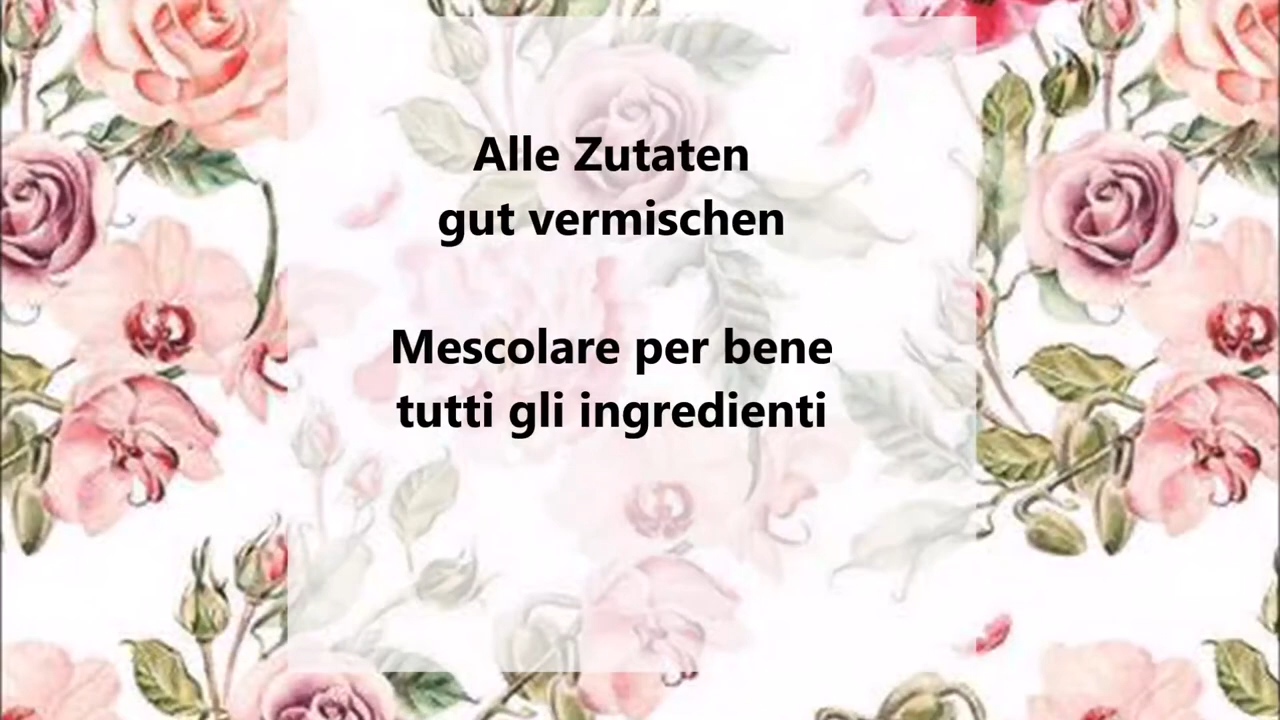 Alle Zutaten
gut vermischen
Mescolare per bene
tutti gli ingredienti